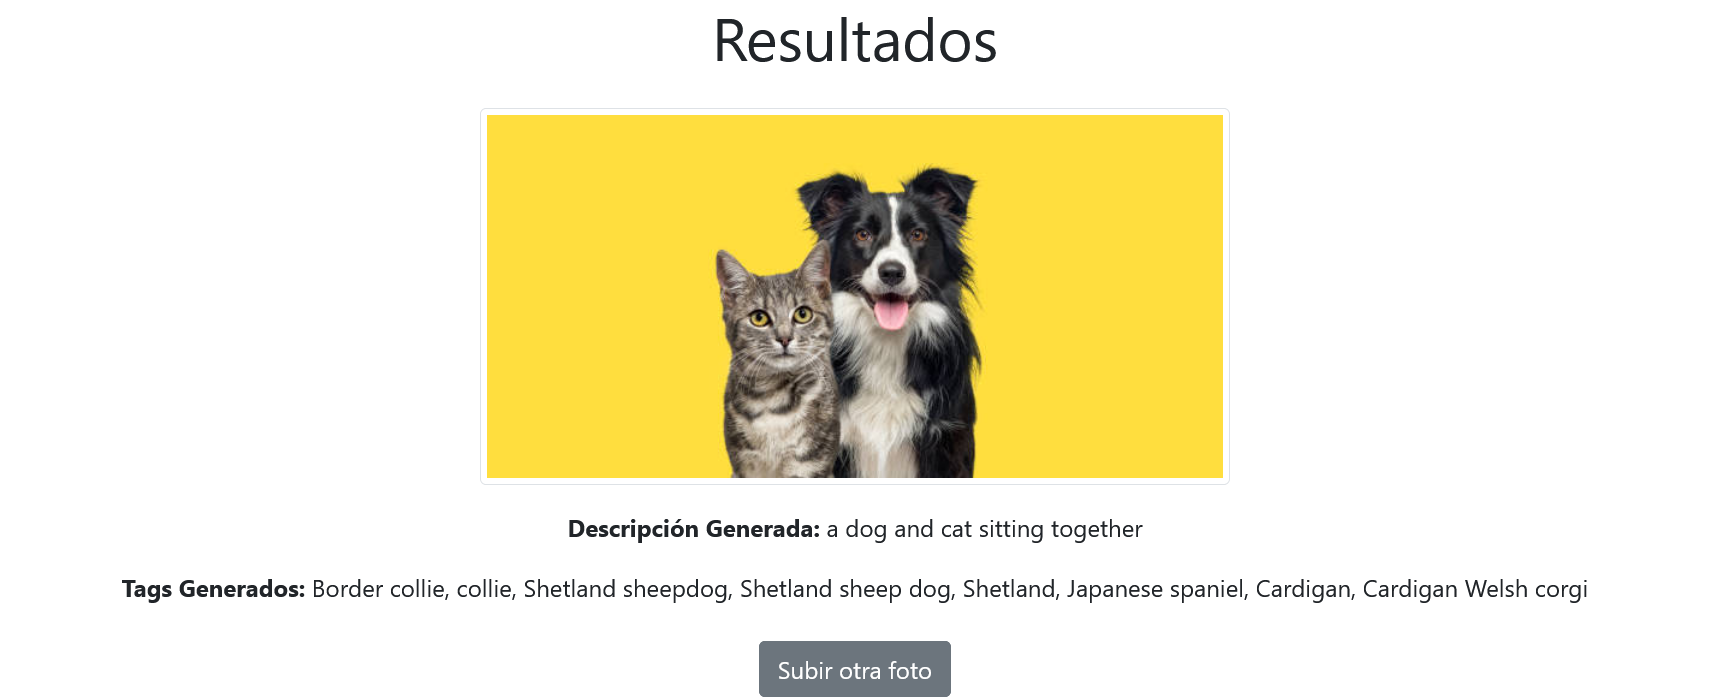 Resultados
Descripción Generada: a dog and cat sitting together
Tags Generados: Border collie, collie, Shetland sheepdog, Shetland sheep dog, Shetland, Japanese spaniel, Cardigan, Cardigan Welsh corgi
Subir otra foto